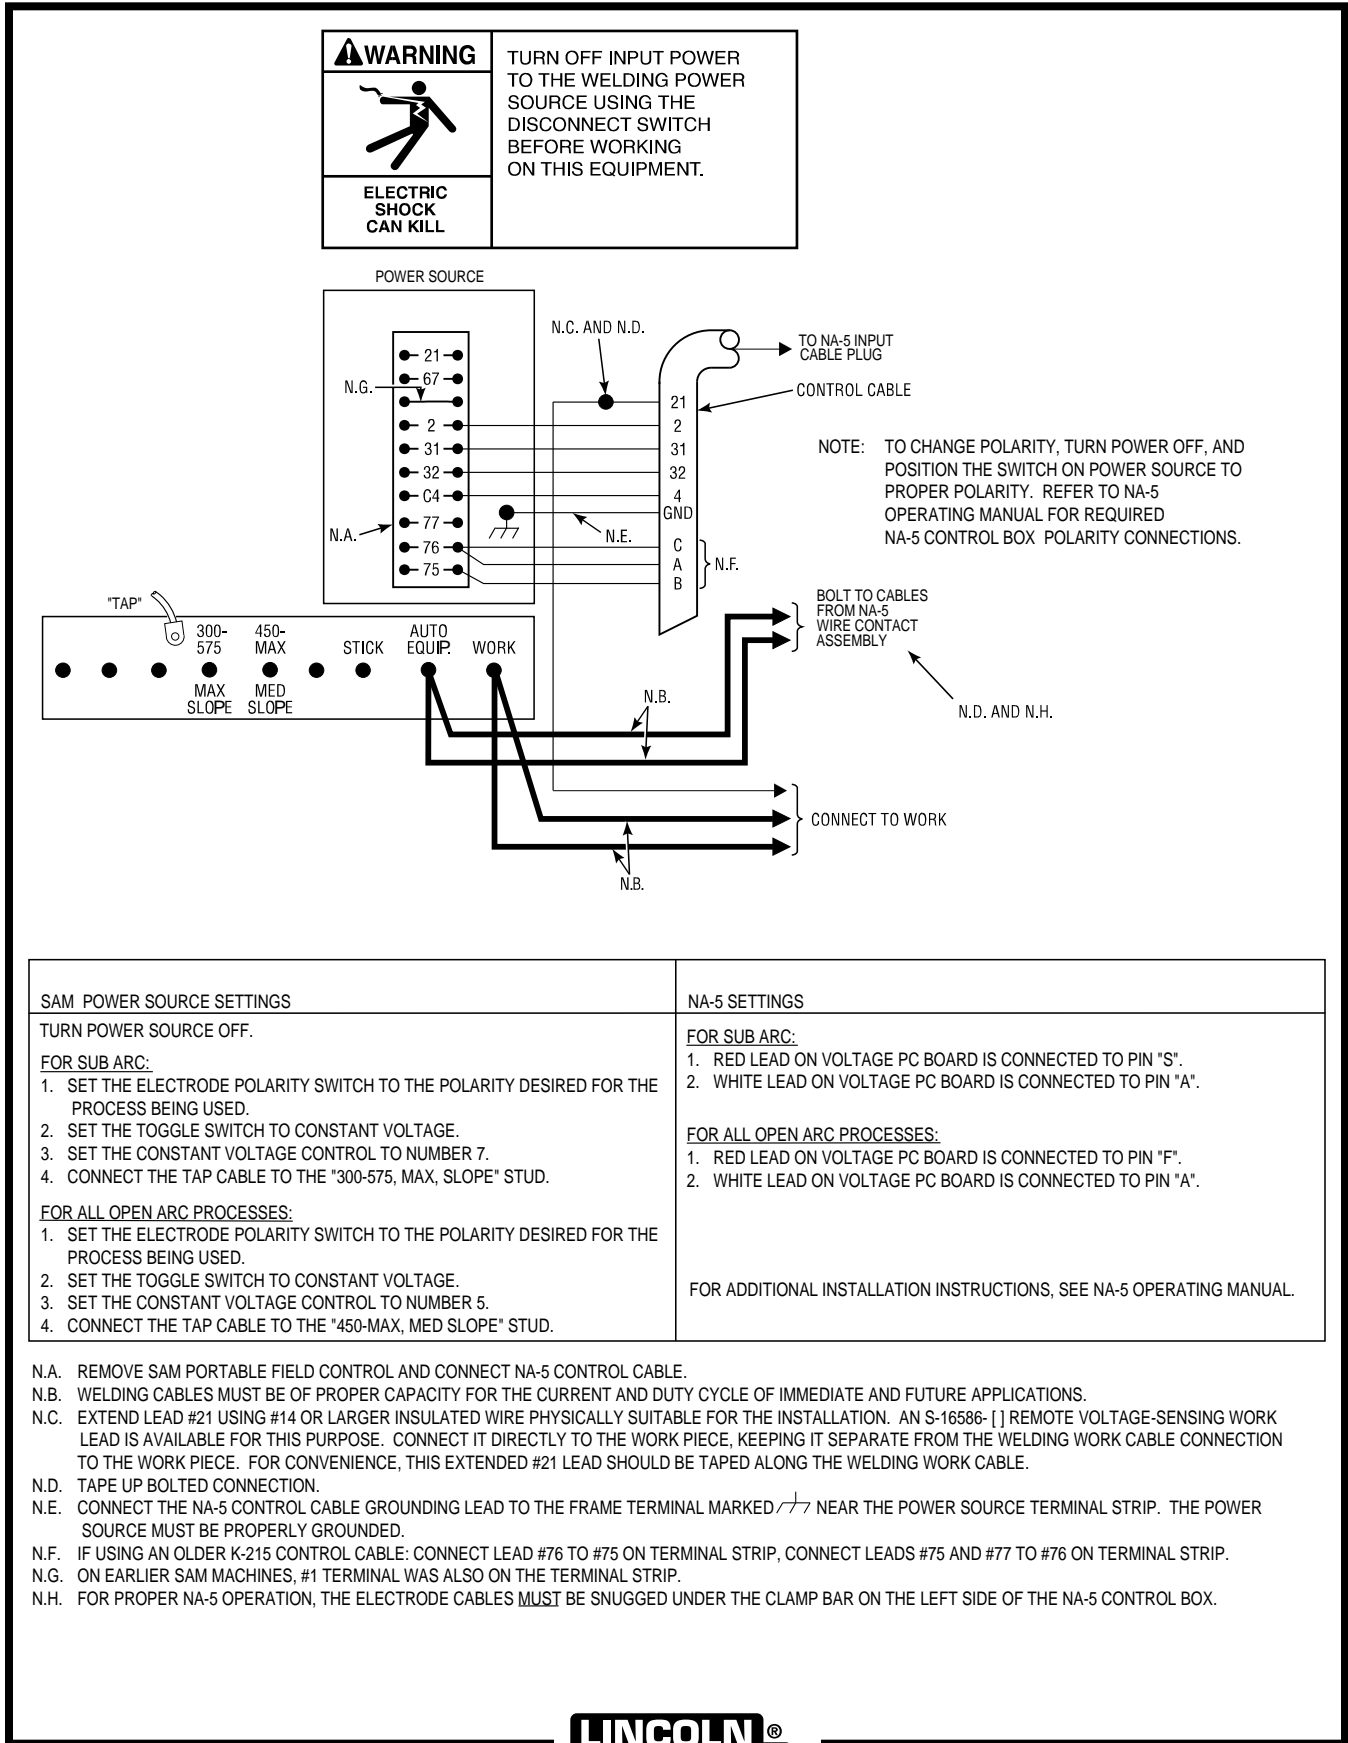 WARNING
ELECTRIC
SHOCK
CAN KILL
TURN OFF INPUT POWER
TO THE WELDING POWER
SOURCE USING THE
DISCONNECT SWITCH
BEFORE WORKING
ON THIS EQUIPMENT.
POWER SOURCE
21
67
N.G.
2
31
32
C4
77
N.A.
76
75
N.C. AND N.D.
TO NA-5 INPUT
CABLE PLUG
CONTROL CABLE
21
2
31
32
4
GND
N.E.
C
A
B
N.F.
NOTE: TO CHANGE POLARITY, TURN POWER OFF, AND
POSITION THE SWITCH ON POWER SOURCE TO
PROPER POLARITY. REFER TO NA-5
OPERATING MANUAL FOR REQUIRED
NA-5 CONTROL BOX POLARITY CONNECTIONS.
"TAP"
300-
575
450-
MAX
STICK
AUTO
EQUIP.
WORK
MAX
SLOPE
MED
SLOPE
BOLT TO CABLES
FROM NA-5
WIRE CONTACT
ASSEMBLY
N.D. AND N.H.
N.B.
CONNECT TO WORK
N.B.
SAM POWER SOURCE SETTINGS
TURN POWER SOURCE OFF.
FOR SUB ARC:
1. SET THE ELECTRODE POLARITY SWITCH TO THE POLARITY DESIRED FOR THE
PROCESS BEING USED.
2. SET THE TOGGLE SWITCH TO CONSTANT VOLTAGE.
3. SET THE CONSTANT VOLTAGE CONTROL TO NUMBER 7.
4. CONNECT THE TAP CABLE TO THE "300-575, MAX, SLOPE" STUD.
FOR ALL OPEN ARC PROCESSES:
1. SET THE ELECTRODE POLARITY SWITCH TO THE POLARITY DESIRED FOR THE
PROCESS BEING USED.
2. SET THE TOGGLE SWITCH TO CONSTANT VOLTAGE.
3. SET THE CONSTANT VOLTAGE CONTROL TO NUMBER 5.
4. CONNECT THE TAP CABLE TO THE "450-MAX, MED SLOPE" STUD.
NA-5 SETTINGS
FOR SUB ARC:
1. RED LEAD ON VOLTAGE PC BOARD IS CONNECTED TO PIN "S".
2. WHITE LEAD ON VOLTAGE PC BOARD IS CONNECTED TO PIN "A".
FOR ALL OPEN ARC PROCESSES:
1. RED LEAD ON VOLTAGE PC BOARD IS CONNECTED TO PIN "F".
2. WHITE LEAD ON VOLTAGE PC BOARD IS CONNECTED TO PIN "A".
FOR ADDITIONAL INSTALLATION INSTRUCTIONS, SEE NA-5 OPERATING MANUAL.
N.A. REMOVE SAM PORTABLE FIELD CONTROL AND CONNECT NA-5 CONTROL CABLE.
N.B. WELDING CABLES MUST BE OF PROPER CAPACITY FOR THE CURRENT AND DUTY CYCLE OF IMMEDIATE AND FUTURE APPLICATIONS.
N.C. EXTEND LEAD #21 USING #14 OR LARGER INSULATED WIRE PHYSICALLY SUITABLE FOR THE INSTALLATION. AN S-16586- [ ] REMOTE VOLTAGE-SENSING WORK
LEAD IS AVAILABLE FOR THIS PURPOSE. CONNECT IT DIRECTLY TO THE WORK PIECE, KEEPING IT SEPARATE FROM THE WELDING WORK CABLE CONNECTION
TO THE WORK PIECE. FOR CONVENIENCE, THIS EXTENDED #21 LEAD SHOULD BE TAPED ALONG THE WELDING WORK CABLE.
N.D. TAPE UP BOLTED CONNECTION.
N.E. CONNECT THE NA-5 CONTROL CABLE GROUNDING LEAD TO THE FRAME TERMINAL MARKED NEAR THE POWER SOURCE TERMINAL STRIP. THE POWER
SOURCE MUST BE PROPERLY GROUNDED.
N.F. IF USING AN OLDER K-215 CONTROL CABLE: CONNECT LEAD #76 TO #75 ON TERMINAL STRIP, CONNECT LEADS #75 AND #77 TO #76 ON TERMINAL STRIP.
N.G. ON EARLIER SAM MACHINES, #1 TERMINAL WAS ALSO ON THE TERMINAL STRIP.
N.H. FOR PROPER NA-5 OPERATION, THE ELECTRODE CABLES MUST BE SNUGGED UNDER THE CLAMP BAR ON THE LEFT SIDE OF THE NA-5 CONTROL BOX.
LINCOLN ®